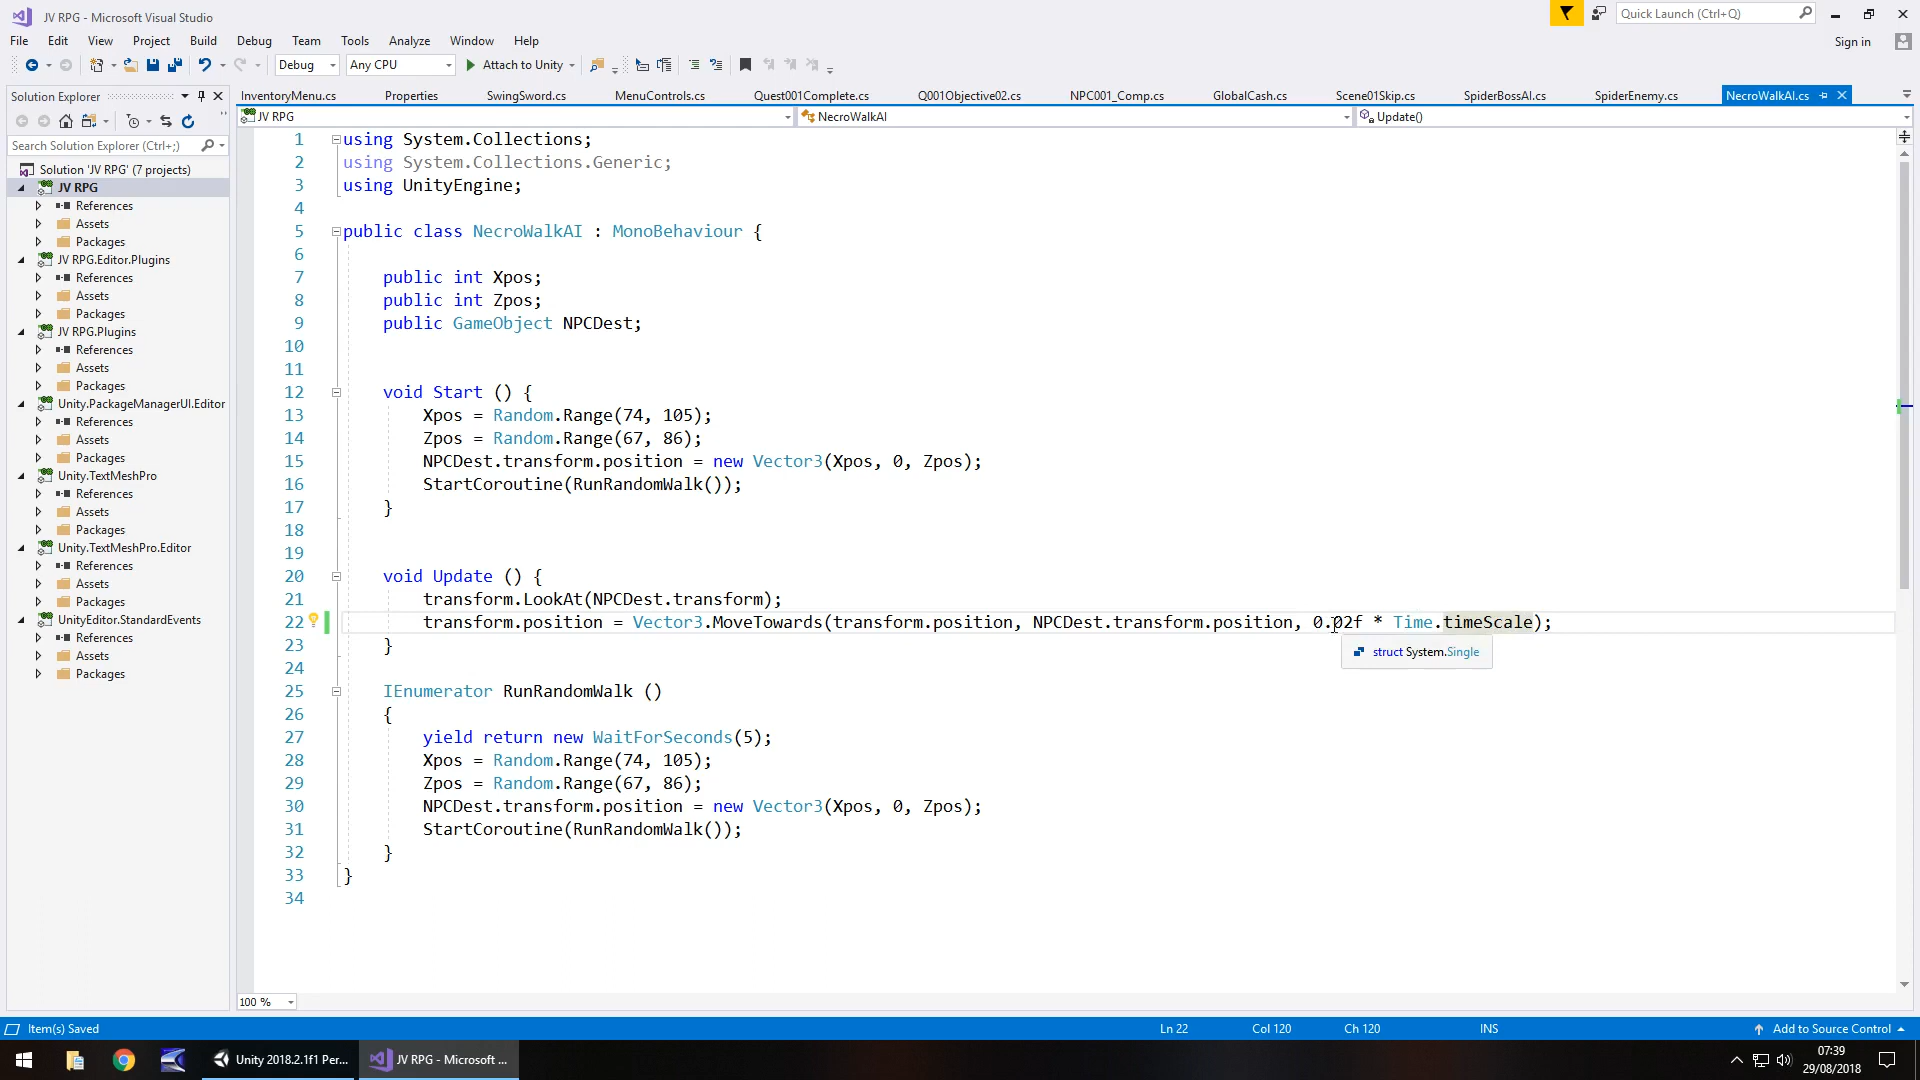 JV RPG - Microsoft Visual Studio
Quick Launch (Ctrl+Q)
File Edit View Project Build Debug Team Tools Analyze Window Help
Sign in
Debug Any CPU Attach to Unity
Solution Explorer
InventoryMenu.cs Properties SwingSword.cs MenuControls.cs Quest001Complete.cs Q001Objective02.cs NPC001_Comp.cs GlobalCash.cs Scene01Skip.cs SpiderBossAI.cs SpiderEnemy.cs NecroWalkAI.cs
JV RPG NecroWalkAI Update()
Search Solution Explorer (Ctrl+;)
Solution 'JV RPG' (7 projects)
JV RPG
References
Assets
Packages
JV RPG.Editor.Plugins
References
Assets
Packages
JV RPG.Plugins
References
Assets
Packages
Unity.PackageManagerUI.Editor
References
Assets
Packages
Unity.TextMeshPro
References
Assets
Packages
Unity.TextMeshPro.Editor
References
Assets
Packages
UnityEditor.StandardEvents
References
Assets
Packages
1 using System.Collections;
2 using System.Collections.Generic;
3 using UnityEngine;
4
5 public class NecroWalkAI : MonoBehaviour {
6
7 public int Xpos;
8 public int Zpos;
9 public GameObject NPCDest;
10
11
12 void Start () {
13 Xpos = Random.Range(74, 105);
14 Zpos = Random.Range(67, 86);
15 NPCDest.transform.position = new Vector3(Xpos, 0, Zpos);
16 StartCoroutine(RunRandomWalk());
17 }
18
19
20 void Update () {
21 transform.LookAt(NPCDest.transform);
22 transform.position = Vector3.MoveTowards(transform.position, NPCDest.transform.position, 0.02f * Time.timeScale);
struct System.Single
23 }
24
25 IEnumerator RunRandomWalk ()
26 {
27 yield return new WaitForSeconds(5);
28 Xpos = Random.Range(74, 105);
29 Zpos = Random.Range(67, 86);
30 NPCDest.transform.position = new Vector3(Xpos, 0, Zpos);
31 StartCoroutine(RunRandomWalk());
32 }
33 }
34
100 %
Item(s) Saved Ln 22 Col 120 Ch 120 INS Add to Source Control
Unity 2018.2.1f1 Per... JV RPG - Microsoft ...
07:39
29/08/2018